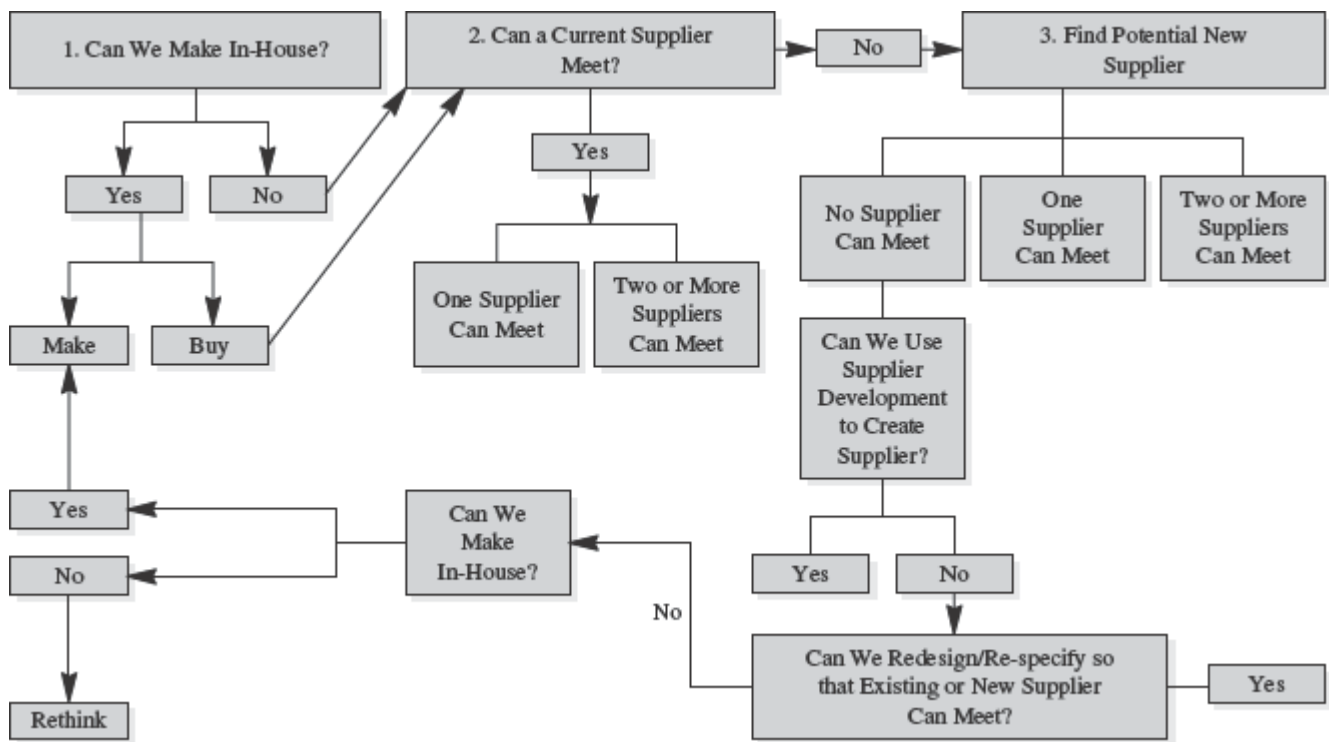 1. Can We Make In-House?
2. Can a Current Supplier
Meet?
No
3. Find Potential New
Supplier
Yes
No
Yes
Make
Buy
One Supplier
Can Meet
Two or More
Suppliers
Can Meet
No Supplier
Can Meet
One
Supplier
Can Meet
Two or More
Suppliers
Can Meet
Can We Use
Supplier
Development
to Create
Supplier?
Yes
No
Can We Redesign/Re-specify so
that Existing or New Supplier
Can Meet?
Yes
No
Can We
Make
In-House?
Yes
No
Rethink